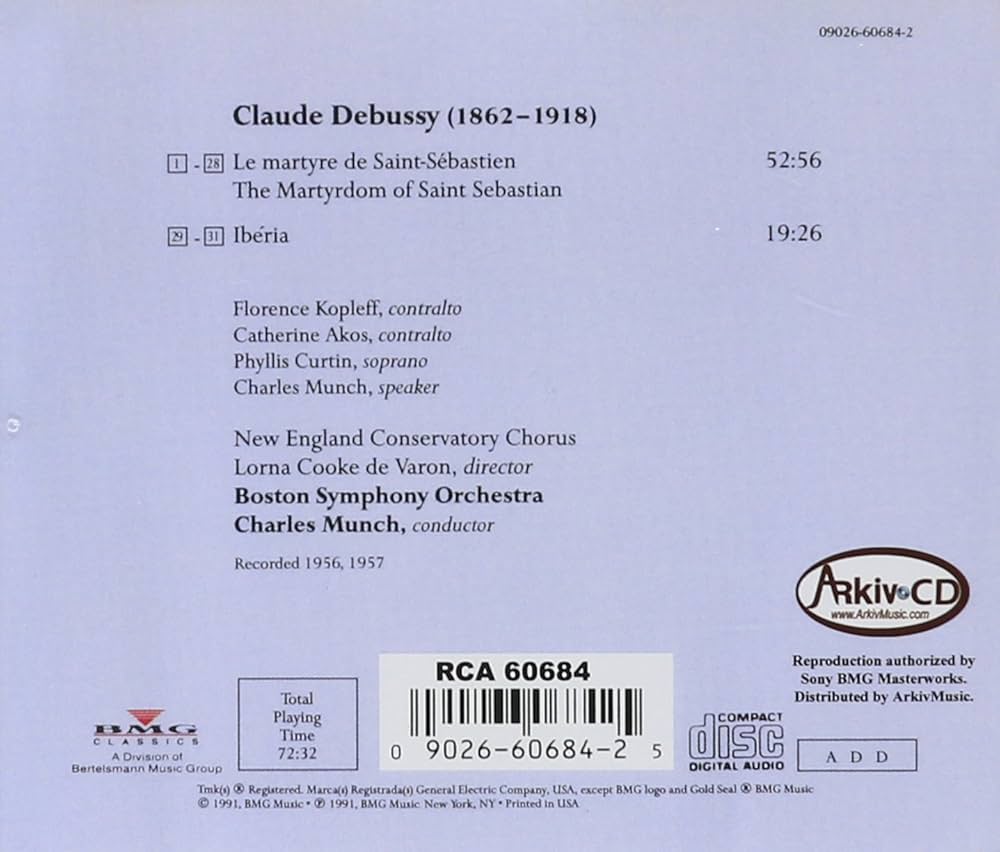 09026-60684-2
Claude Debussy (1862–1918)
1 - 28 Le martyre de Saint-Sébastien 52:56
The Martyrdom of Saint Sebastian
29 - 31 Ibéria 19:26
Florence Kopleff, contralto
Catherine Akos, contralto
Phyllis Curtin, soprano
Charles Munch, speaker
New England Conservatory Chorus
Lorna Cooke de Varon, director
Boston Symphony Orchestra
Charles Munch, conductor
Recorded 1956, 1957
ArkivCD
www.ArkivMusic.com
Reproduction authorized by
Sony BMG Masterworks.
Distributed by ArkivMusic.
BMG
CLASSICS
A Division of
Bertelsmann Music Group
Total
Playing
Time
72:32
RCA 60684
0 9026-60684-2 5
COMPACT
disc
DIGITAL AUDIO
A D D
Tmk(s) ® Registered. Marca(s) Registrada(s) General Electric Company, USA, except BMG logo and Gold Seal ® BMG Music
© 1991, BMG Music • ℗ 1991, BMG Music New York, NY • Printed in USA